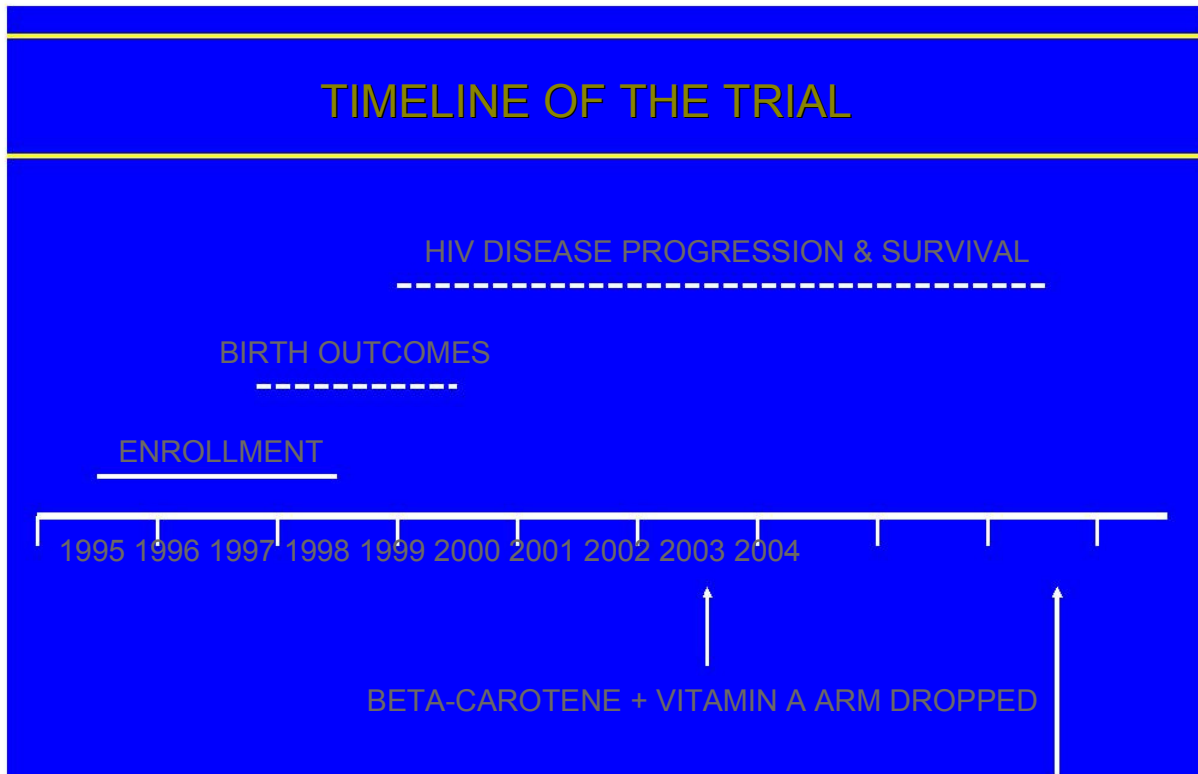 TIMELINE OF THE TRIAL
HIV DISEASE PROGRESSION & SURVIVAL
BIRTH OUTCOMES
ENROLLMENT
1995 1996 1997 1998 1999 2000 2001 2002 2003 2004
BETA-CAROTENE + VITAMIN A ARM DROPPED